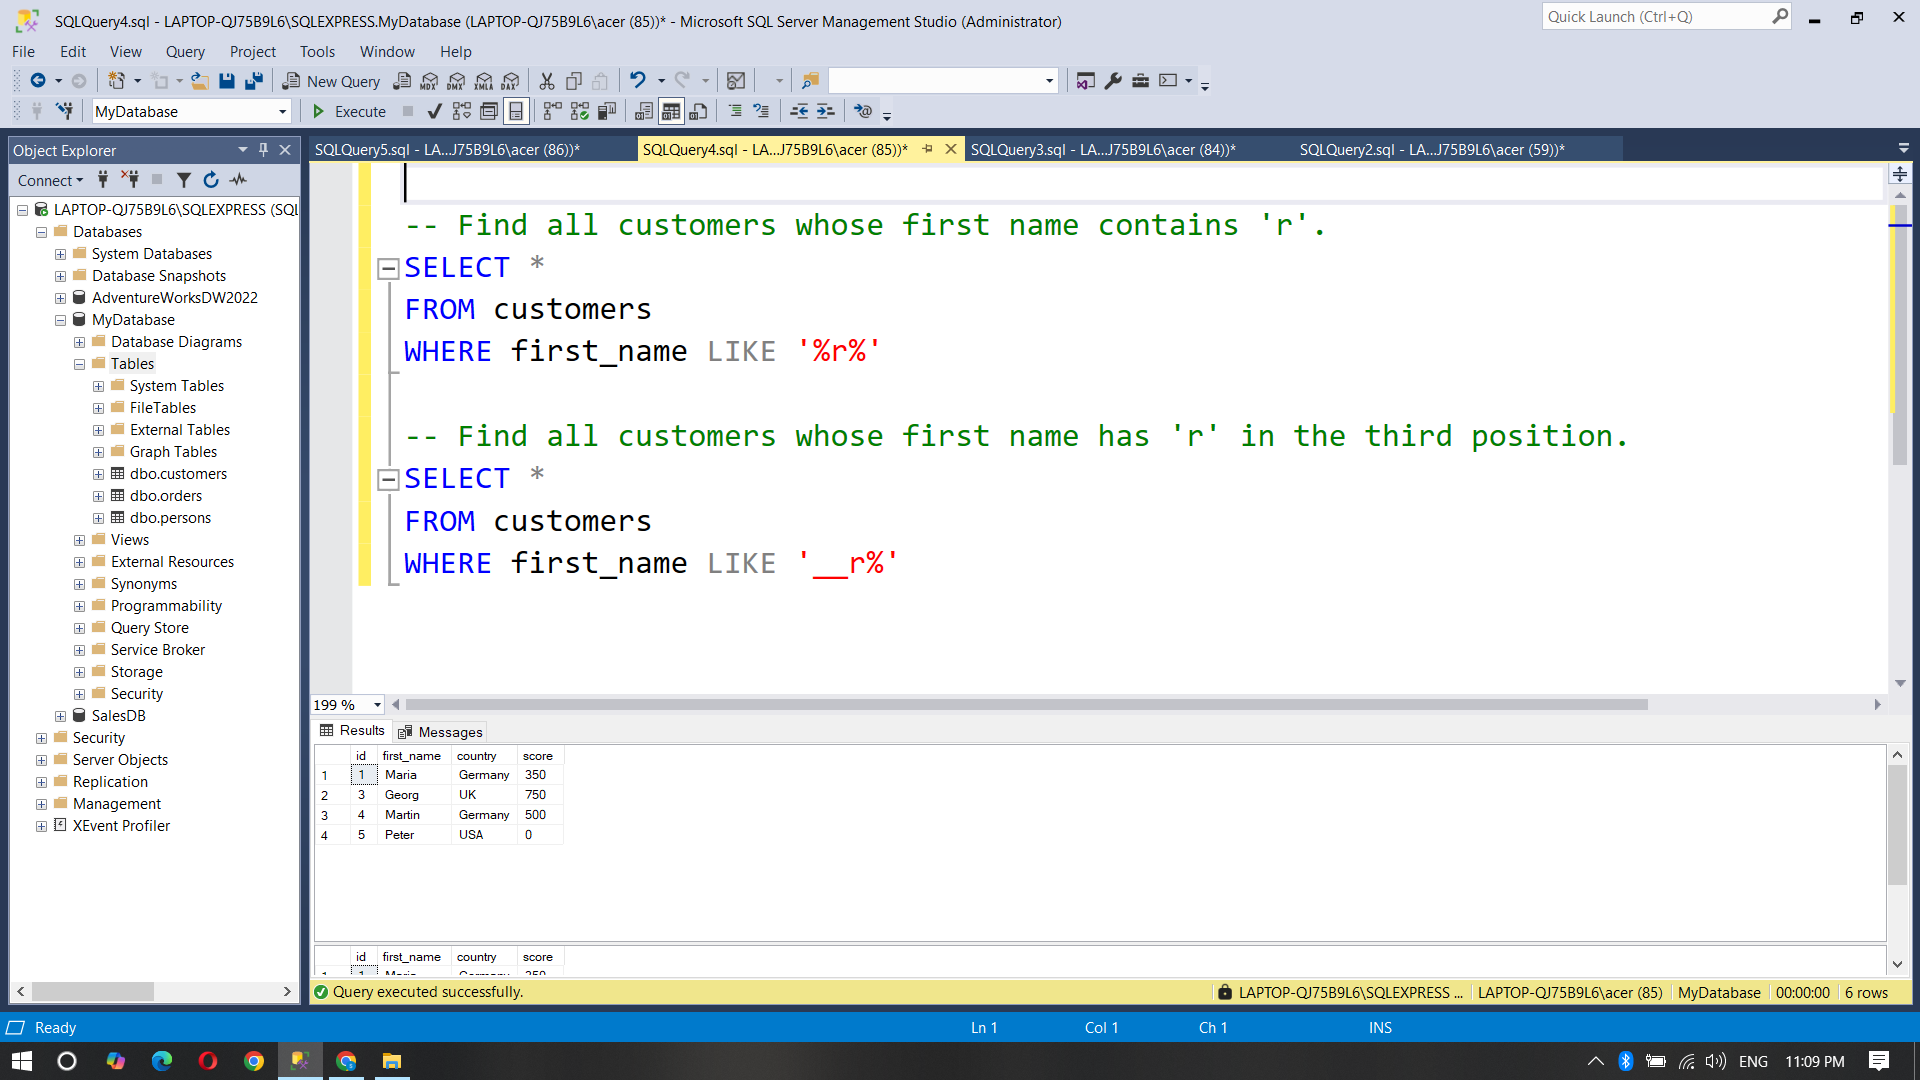 SQLQuery4.sql - LAPTOP-QJ75B9L6\SQLEXPRESS.MyDatabase (LAPTOP-QJ75B9L6\acer (85))* - Microsoft SQL Server Management Studio (Administrator)
Quick Launch (Ctrl+Q)
File Edit View Query Project Tools Window Help
New Query MDX DMX XMLA DAX
MyDatabase Execute
Object Explorer
Connect
LAPTOP-QJ75B9L6\SQLEXPRESS (SQL
Databases
System Databases
Database Snapshots
AdventureWorksDW2022
MyDatabase
Database Diagrams
Tables
System Tables
FileTables
External Tables
Graph Tables
dbo.customers
dbo.orders
dbo.persons
Views
External Resources
Synonyms
Programmability
Query Store
Service Broker
Storage
Security
SalesDB
Security
Server Objects
Replication
Management
XEvent Profiler
SQLQuery5.sql - LA...J75B9L6\acer (86))* SQLQuery4.sql - LA...J75B9L6\acer (85))* SQLQuery3.sql - LA...J75B9L6\acer (84))* SQLQuery2.sql - LA...J75B9L6\acer (59))*
-- Find all customers whose first name contains 'r'.
SELECT *
FROM customers
WHERE first_name LIKE '%r%'
-- Find all customers whose first name has 'r' in the third position.
SELECT *
FROM customers
WHERE first_name LIKE '__r%'
199 %
Results Messages
id first_name country score
1 1 Maria Germany 350
2 3 Georg UK 750
3 4 Martin Germany 500
4 5 Peter USA 0
id first_name country score
1 1 Maria Germany 350
Query executed successfully. LAPTOP-QJ75B9L6\SQLEXPRESS ... LAPTOP-QJ75B9L6\acer (85) MyDatabase 00:00:00 6 rows
Ready Ln 1 Col 1 Ch 1 INS
ENG 11:09 PM